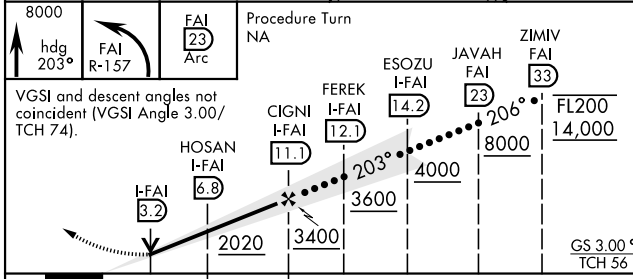 8000
hdg
203°
FAI
R-157
FAI
23
Arc
Procedure Turn
NA
VGSI and descent angles not
coincident (VGSI Angle 3.00/
TCH 74).
ZIMIV
FAI
33
JAVAH
FAI
23
ESOZU
I-FAI
14.2
FEREK
I-FAI
12.1
CIGNI
I-FAI
11.1
HOSAN
I-FAI
6.8
I-FAI
3.2
206°
203°
FL200
14,000
8000
4000
3600
3400
2020
GS 3.00°
TCH 56